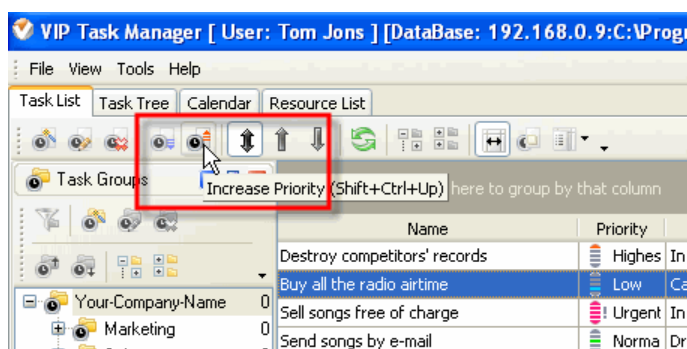 VIP Task Manager [ User: Tom Jons ] [DataBase: 192.168.0.9:C:\Progr
File View Tools Help
Task List Task Tree Calendar Resource List
Task Groups
Increase Priority (Shift+Ctrl+Up) here to group by that column
Name Priority
Destroy competitors' records Highes In
Buy all the radio airtime Low Ca
Sell songs free of charge Urgent In
Send songs by e-mail Norma Dr
Your-Company-Name 0
Marketing 0